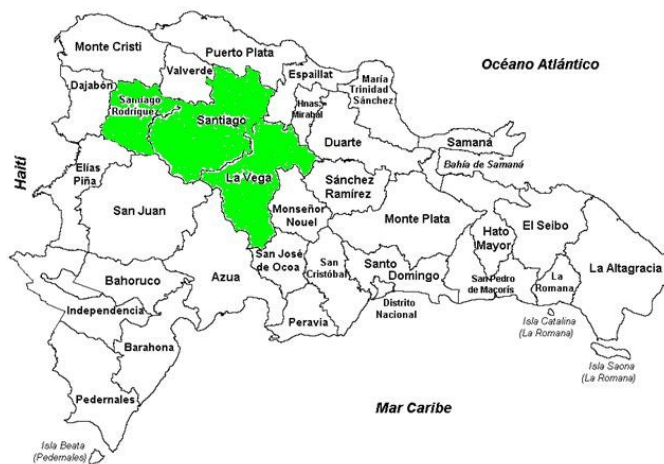 Monte Cristi
Puerto Plata
Océano Atlántico
Valverde
Espaillat
María
Trinidad
Sánchez
Dajabón
Santiago
Rodríguez
Hnas.
Mirabal
Santiago
Duarte
Samaná
Bahía de Samaná
Haití
Elías
Piña
La Vega
Sánchez
Ramírez
San Juan
Monseñor
Nouel
Monte Plata
Hato
Mayor
El Seibo
La Altagracia
San José
de Ocoa
San
Cristóbal
Santo
Domingo
San Pedro
de Macorís
La
Romana
Bahoruco
Azua
Independencia
Distrito
Nacional
Peravia
Isla Catalina
(La Romana)
Barahona
Isla Saona
(La Romana)
Pedernales
Mar Caribe
Isla Beata
(Pedernales)